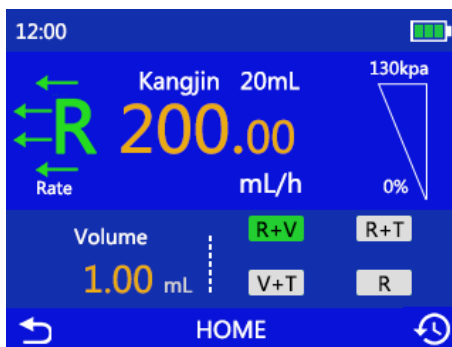 12:00
Kangjin 20mL
130kpa
R
200.00
Rate
mL/h
0%
Volume
R+V
R+T
1.00 mL
V+T
R
HOME